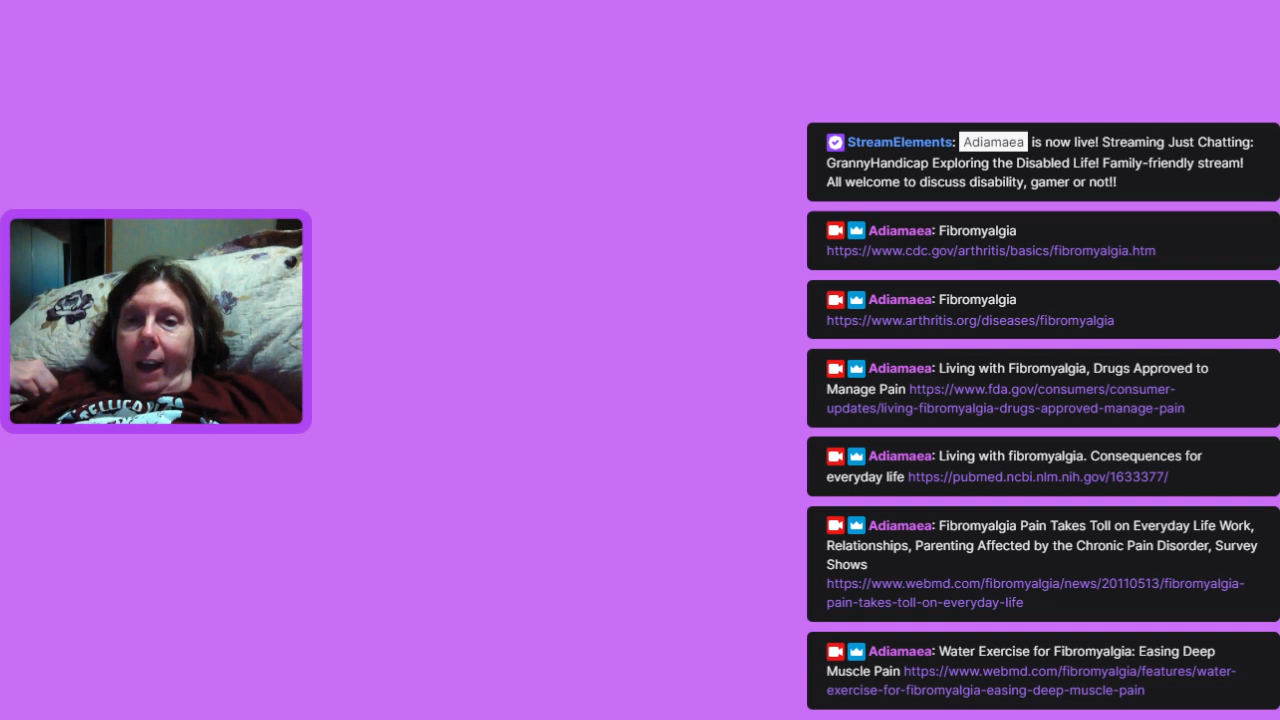 StreamElements: Adiamaea is now live! Streaming Just Chatting:
GrannyHandicap Exploring the Disabled Life! Family-friendly stream!
All welcome to discuss disability, gamer or not!!
Adiamaea: Fibromyalgia
https://www.cdc.gov/arthritis/basics/fibromyalgia.htm
Adiamaea: Fibromyalgia
https://www.arthritis.org/diseases/fibromyalgia
Adiamaea: Living with Fibromyalgia, Drugs Approved to
Manage Pain https://www.fda.gov/consumers/consumer-
updates/living-fibromyalgia-drugs-approved-manage-pain
Adiamaea: Living with fibromyalgia. Consequences for
everyday life https://pubmed.ncbi.nlm.nih.gov/1633377/
Adiamaea: Fibromyalgia Pain Takes Toll on Everyday Life Work,
Relationships, Parenting Affected by the Chronic Pain Disorder, Survey
Shows
https://www.webmd.com/fibromyalgia/news/20110513/fibromyalgia-
pain-takes-toll-on-everyday-life
Adiamaea: Water Exercise for Fibromyalgia: Easing Deep
Muscle Pain https://www.webmd.com/fibromyalgia/features/water-
exercise-for-fibromyalgia-easing-deep-muscle-pain